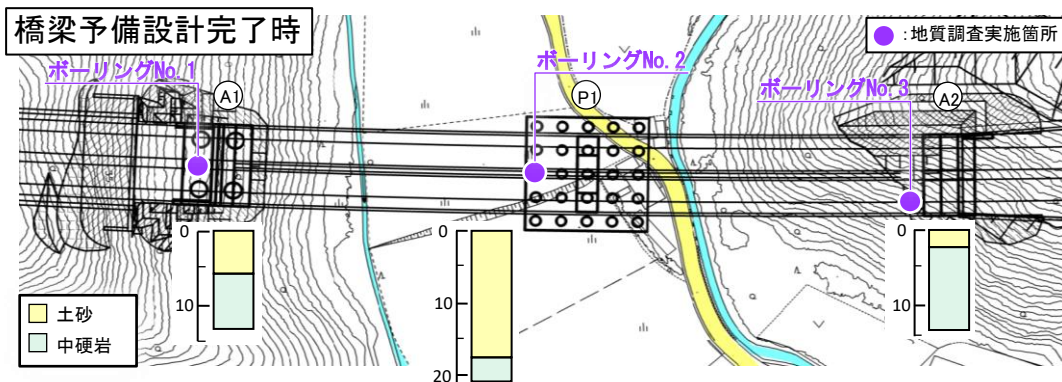 橋梁予備設計完了時
:地質調査実施箇所
ボーリングNo.1
A1
ボーリングNo.2
P1
ボーリングNo.3
A2
0
10
0
10
20
0
10
土砂
中硬岩